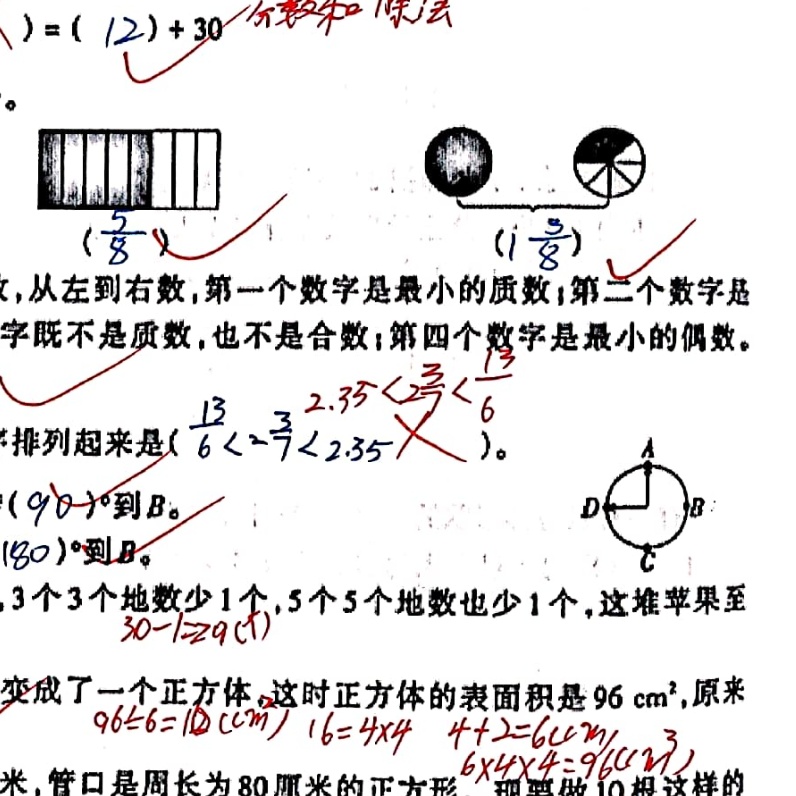 )=( 12 )÷30 分数和除法
。
( 5/8 ) (1 3/8)
,从左到右数,第一个数字是最小的质数;第二个数字是
字既不是质数,也不是合数;第四个数字是最小的偶数。
2.35<2 3/7<13/6
排列起来是( 13/6<2 3/7<2.35 )。
A
(90)°到B。 D B
180)°到B。
C
,3个3个地数少1个,5个5个地数也少1个,这堆苹果至
30-1=29(个)
变成了一个正方体,这时正方体的表面积是96 cm²,原来
96÷6=16(cm²) 16=4×4 4+2=6(cm)
6×4×4=96(cm³)
米,管口是周长为80厘米的正方形。现要做10根这样的